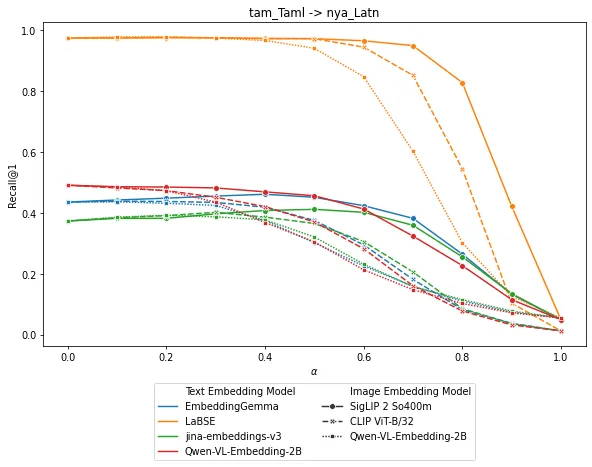 tam_Taml -> nya_Latn
1.0
0.8
0.6
0.4
0.2
0.0
Recall@1
0.0 0.2 0.4 0.6 0.8 1.0
α
Text Embedding Model Image Embedding Model
EmbeddingGemma SigLIP 2 So400m
LaBSE CLIP ViT-B/32
jina-embeddings-v3 Qwen-VL-Embedding-2B
Qwen-VL-Embedding-2B